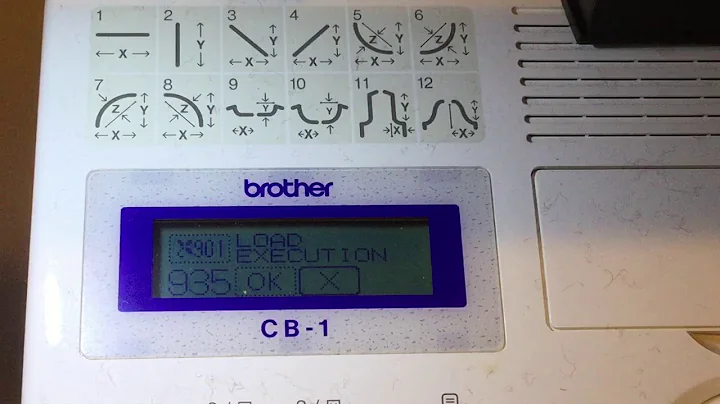 1 2 3 4 5 6
X Y Y X Y X Z X Y Z X Y
7 8 9 10 11 12
Z Y X Z Y X Y X Y X Y X Y X
brother
901 LOAD
EXECUTION
935 OK X
CB-1